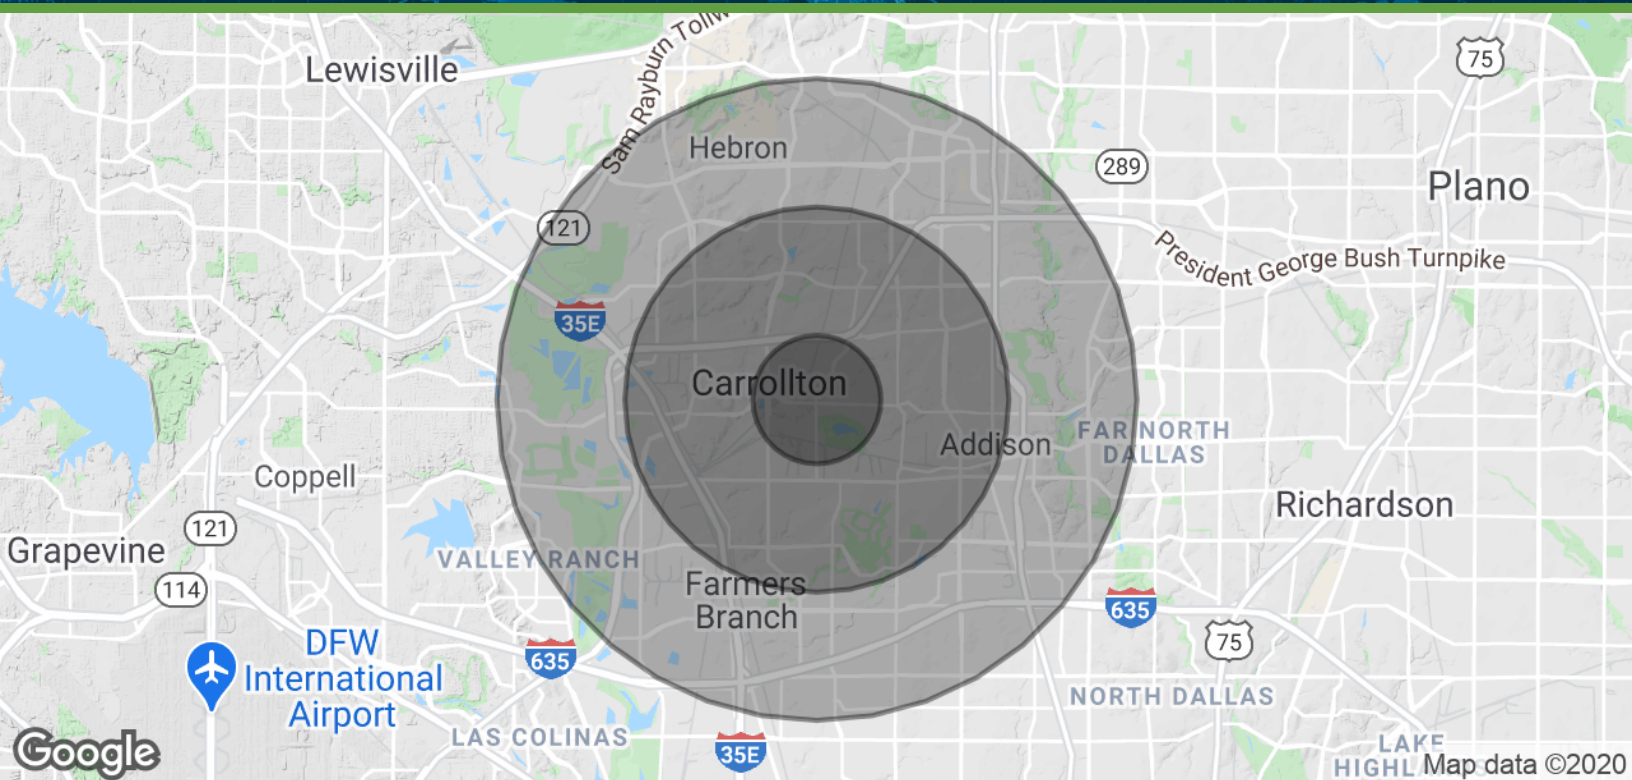 Lewisville
Sam Rayburn Tollw
75
Hebron
289
Plano
121
President George Bush Turnpike
35E
Carrollton
Addison
FAR NORTH
DALLAS
Coppell
Richardson
121
Grapevine
VALLEY RANCH
114
Farmers
Branch
635
75
DFW
International
Airport
635
NORTH DALLAS
LAS COLINAS
35E
LAKE
Google
Map data ©2020